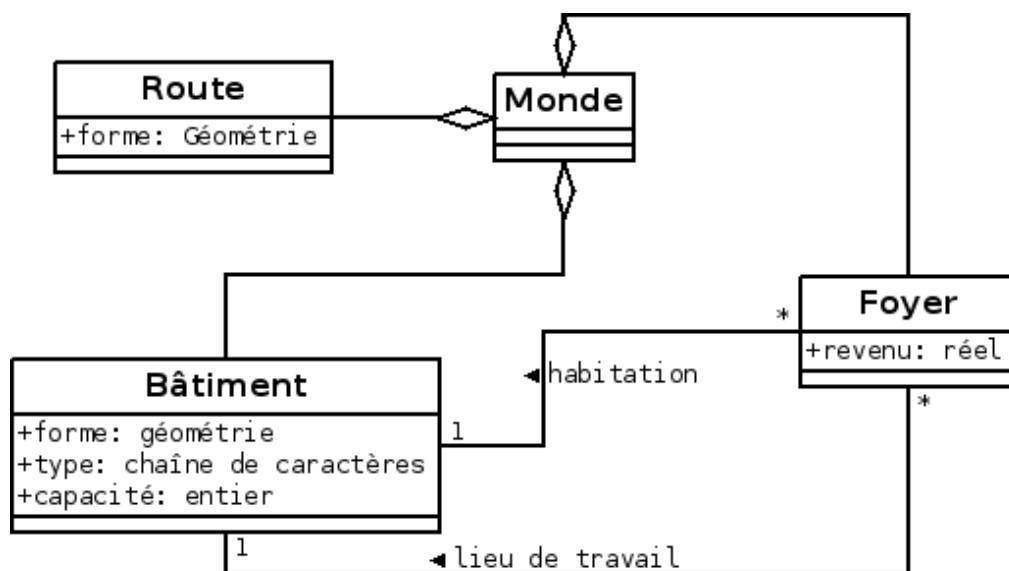 Route
+forme: Géométrie
Monde
Foyer
+revenu: réel
*
*
habitation
1
Bâtiment
+forme: géométrie
+type: chaîne de caractères
+capacité: entier
1
lieu de travail